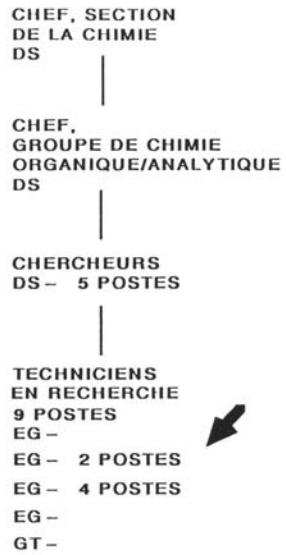 CHEF, SECTION
DE LA CHIMIE
DS
CHEF,
GROUPE DE CHIMIE
ORGANIQUE/ANALYTIQUE
DS
CHERCHEURS
DS – 5 POSTES
TECHNICIENS
EN RECHERCHE
9 POSTES
EG –
EG – 2 POSTES
EG – 4 POSTES
EG –
GT –